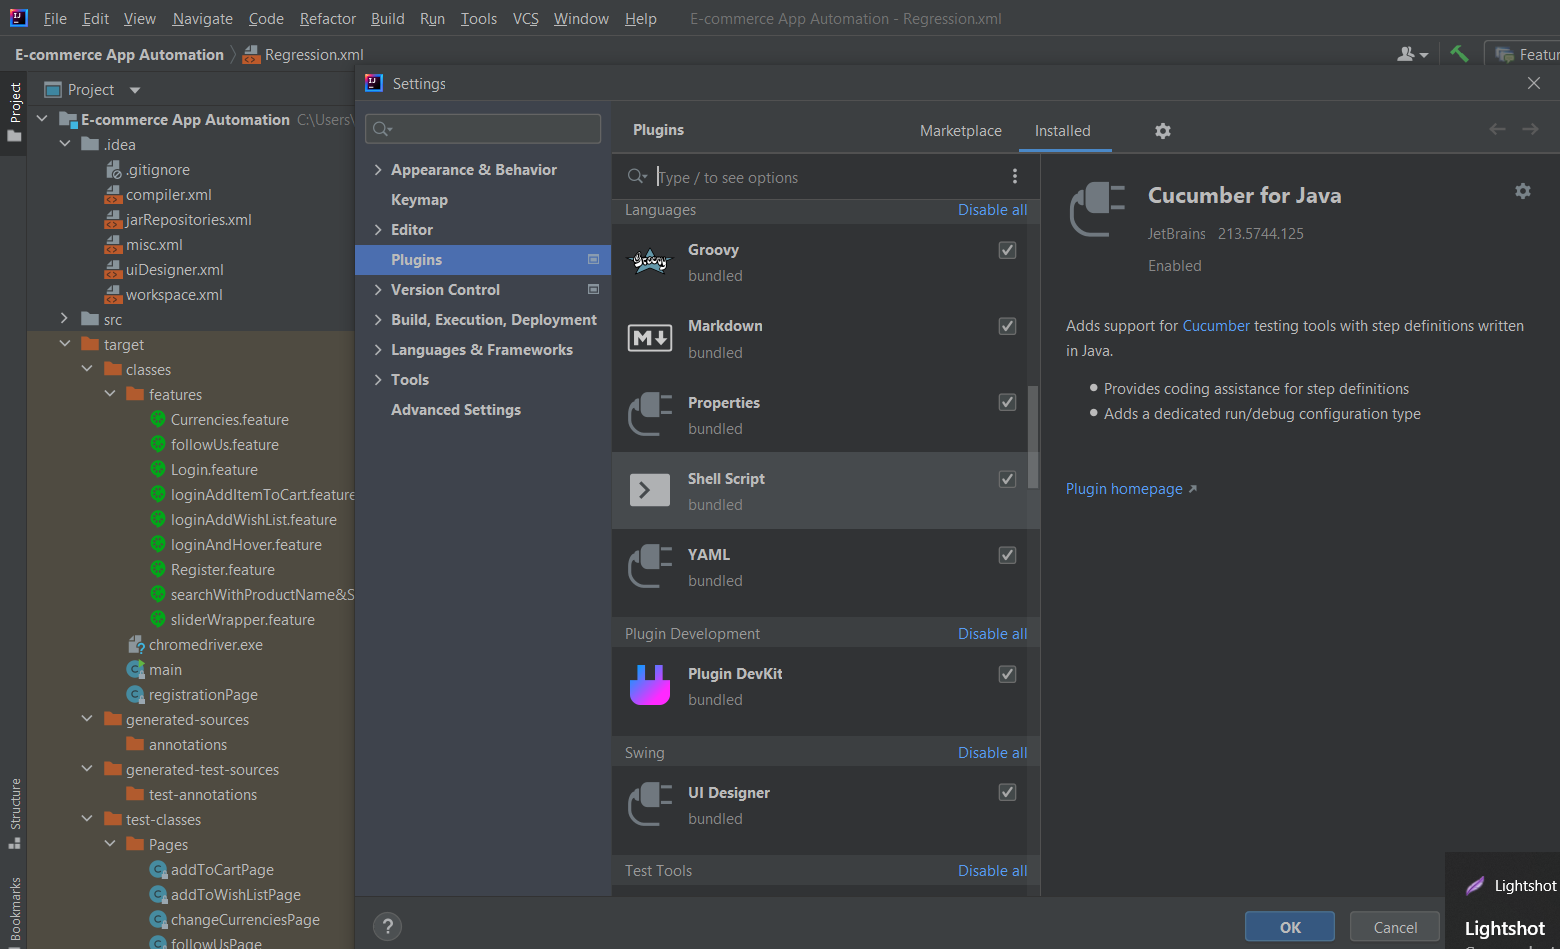 File Edit View Navigate Code Refactor Build Run Tools VCS Window Help E-commerce App Automation - Regression.xml
E-commerce App Automation Regression.xml
Featur
Project
Structure
Bookmarks
Project
E-commerce App Automation C:\Users\
.idea
.gitignore
compiler.xml
jarRepositories.xml
misc.xml
uiDesigner.xml
workspace.xml
src
target
classes
features
Currencies.feature
followUs.feature
Login.feature
loginAddItemToCart.feature
loginAddWishList.feature
loginAndHover.feature
Register.feature
searchWithProductName&S
sliderWrapper.feature
chromedriver.exe
main
registrationPage
generated-sources
annotations
generated-test-sources
test-annotations
test-classes
Pages
addToCartPage
addToWishListPage
changeCurrenciesPage
followUsPage
Settings
Appearance & Behavior
Keymap
Editor
Plugins
Version Control
Build, Execution, Deployment
Languages & Frameworks
Tools
Advanced Settings
Plugins Marketplace Installed
Type / to see options
Languages Disable all
Groovy
bundled
Markdown
bundled
Properties
bundled
Shell Script
bundled
YAML
bundled
Plugin Development Disable all
Plugin DevKit
bundled
Swing Disable all
UI Designer
bundled
Test Tools Disable all
Cucumber for Java
JetBrains 213.5744.125
Enabled
Adds support for Cucumber testing tools with step definitions written
in Java.
Provides coding assistance for step definitions
Adds a dedicated run/debug configuration type
Plugin homepage
? OK Cancel
Lightshot
Lightshot